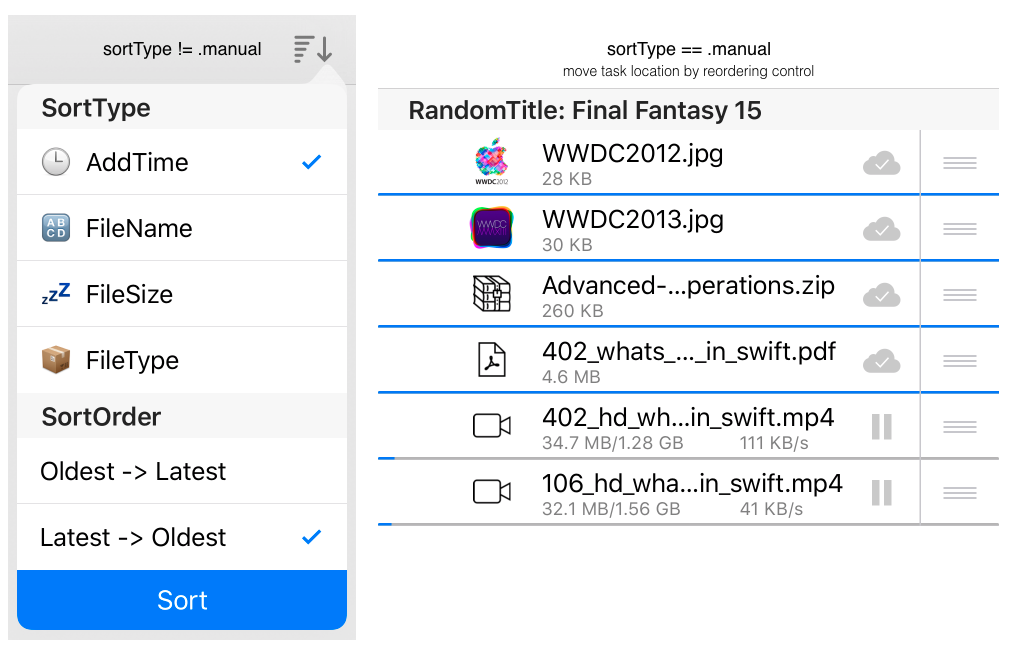 sortType != .manual
SortType
AddTime
AB
CD
FileName
zzZ
FileSize
FileType
SortOrder
Oldest -> Latest
Latest -> Oldest
Sort
sortType == .manual
move task location by reordering control
RandomTitle: Final Fantasy 15
WWDC2012
WWDC2012.jpg
28 KB
WWDC
WWDC2013.jpg
30 KB
Advanced-...perations.zip
260 KB
402_whats_..._in_swift.pdf
4.6 MB
402_hd_wh...in_swift.mp4
34.7 MB/1.28 GB 111 KB/s
106_hd_wha...in_swift.mp4
32.1 MB/1.56 GB 41 KB/s